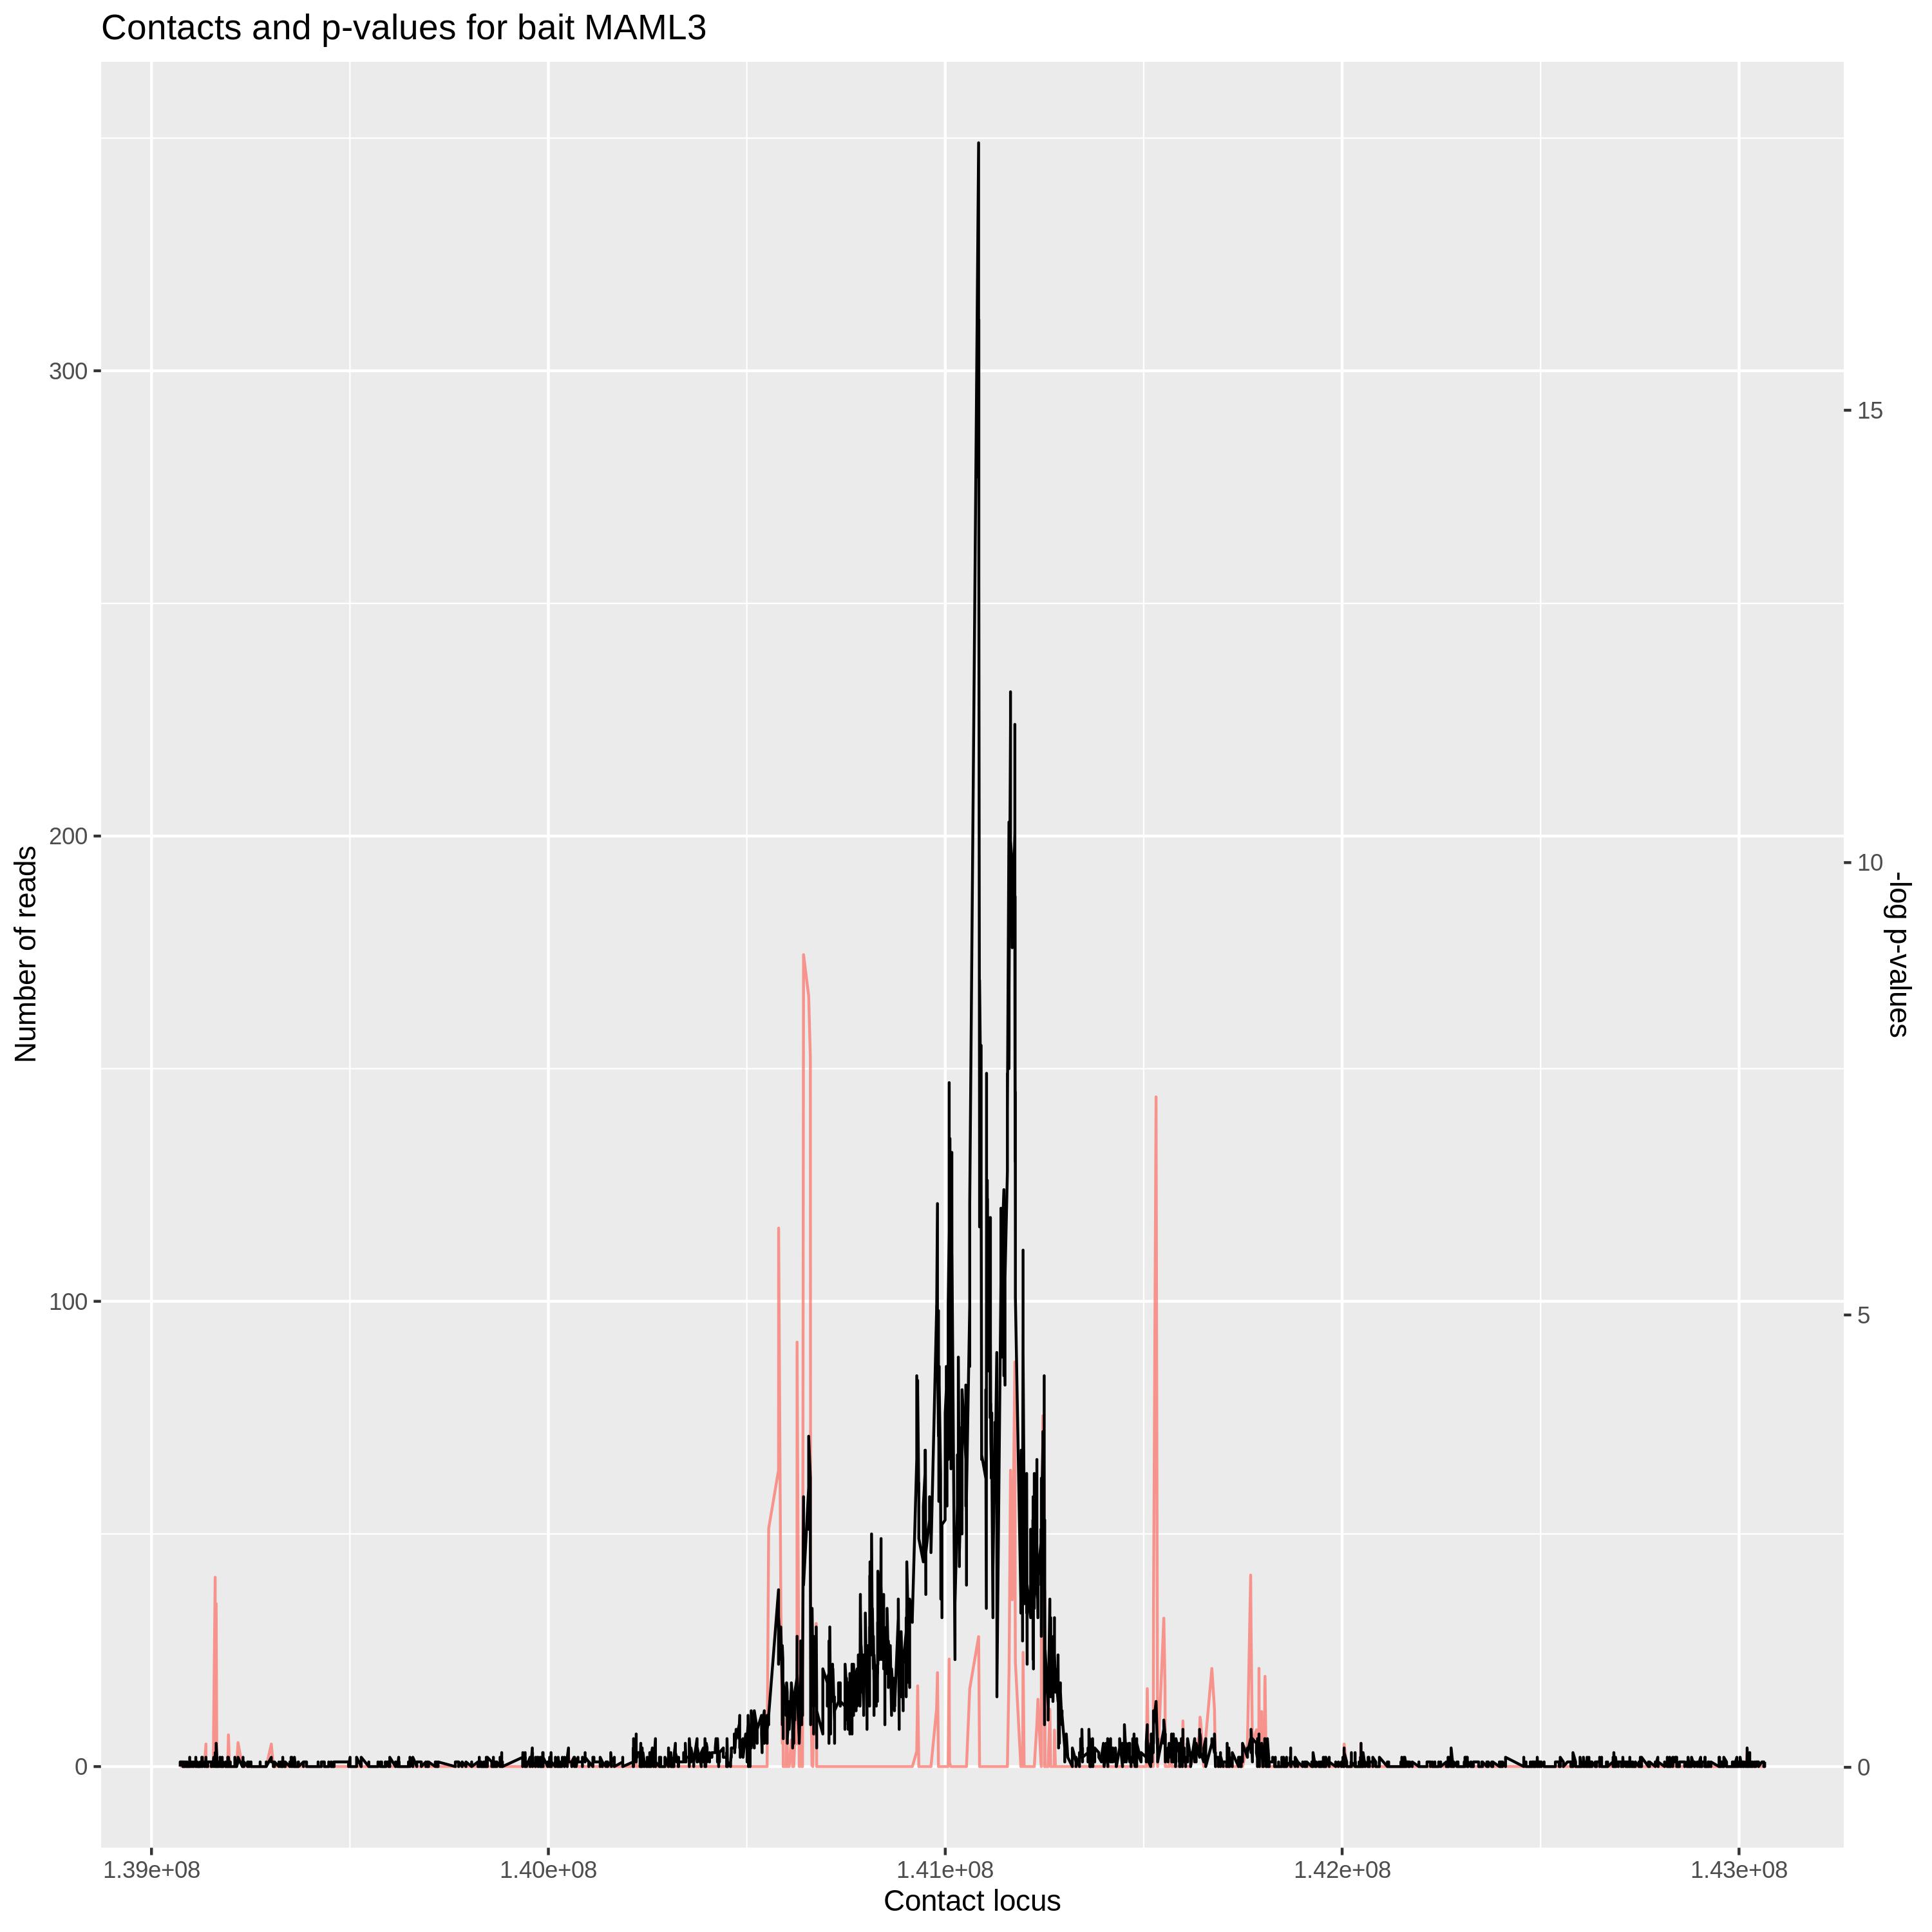 Contacts and p-values for bait MAML3
Number of reads
300
200
100
0
15
10
5
0
-log p-values
1.39e+08
1.40e+08
1.41e+08
1.42e+08
1.43e+08
Contact locus